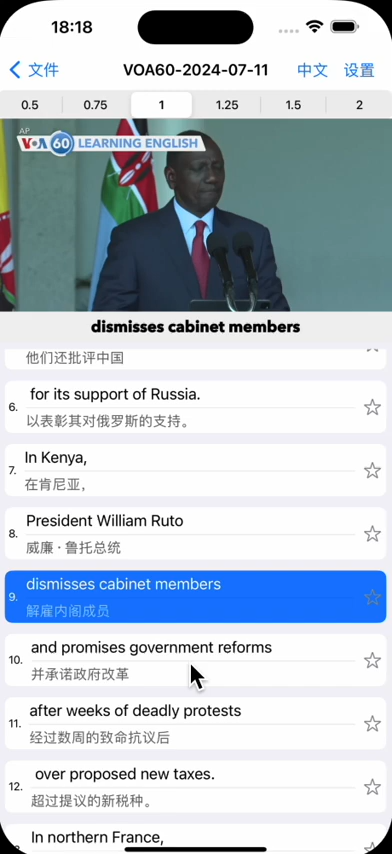 18:18
文件
VOA60-2024-07-11
中文
设置
0.5
0.75
1
1.25
1.5
2
AP
VOA 60 LEARNING ENGLISH
dismisses cabinet members
他们还批评中国
6. for its support of Russia.
以表彰其对俄罗斯的支持。
7. In Kenya,
在肯尼亚，
8. President William Ruto
威廉·鲁托总统
9. dismisses cabinet members
解雇内阁成员
10. and promises government reforms
并承诺政府改革
11. after weeks of deadly protests
经过数周的致命抗议后
12. over proposed new taxes.
超过提议的新税种。
In northern France,